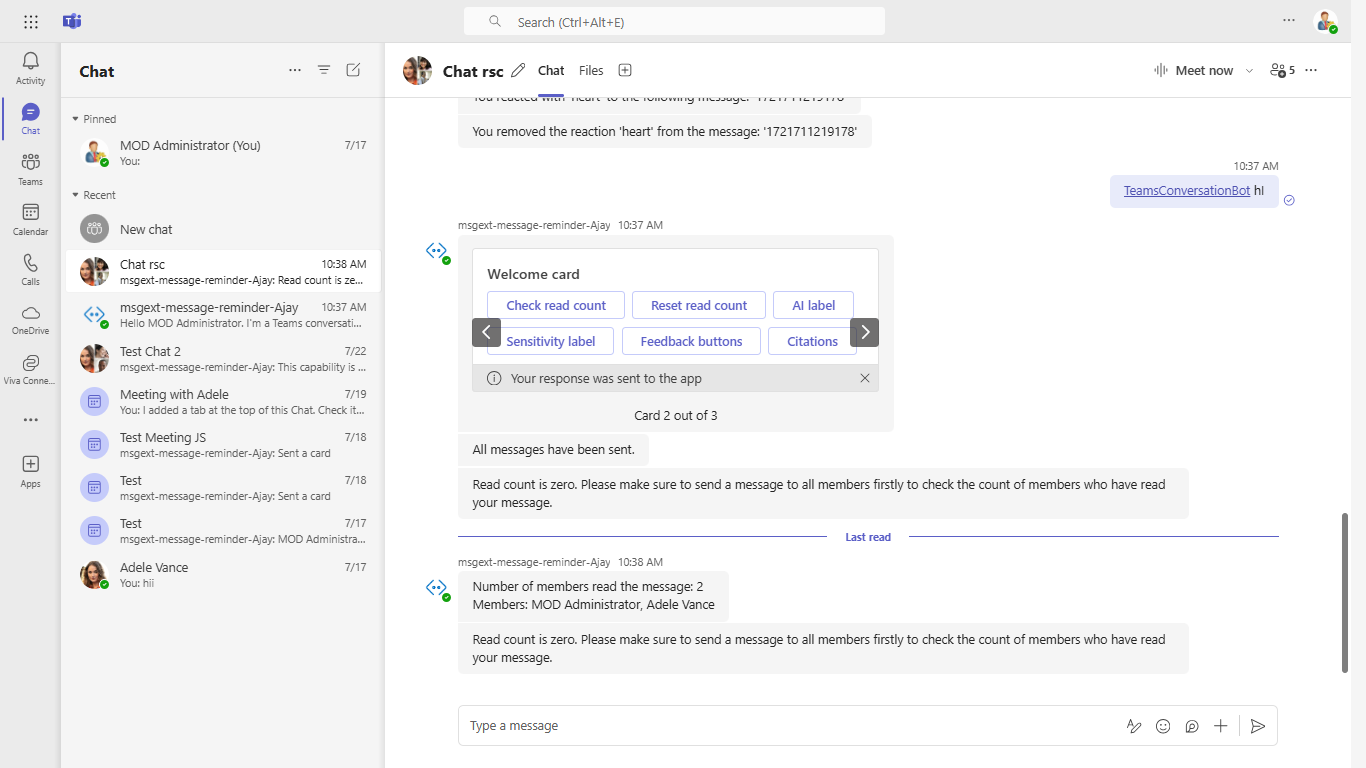 Search (Ctrl+Alt+E)
Activity
Chat
Teams
Calendar
Calls
OneDrive
Viva Conne...
Apps
Chat
Pinned
MOD Administrator (You) 7/17
You:
Recent
New chat
Chat rsc 10:38 AM
msgext-message-reminder-Ajay: Read count is ze...
msgext-message-reminder-Ajay 10:37 AM
Hello MOD Administrator. I'm a Teams conversati...
Test Chat 2 7/22
msgext-message-reminder-Ajay: This capability is ...
Meeting with Adele 7/19
You: I added a tab at the top of this Chat. Check it...
Test Meeting JS 7/18
msgext-message-reminder-Ajay: Sent a card
Test 7/18
msgext-message-reminder-Ajay: Sent a card
Test 7/17
msgext-message-reminder-Ajay: MOD Administra...
Adele Vance 7/17
You: hii
Chat rsc Chat Files Meet now 5
You reacted with 'heart' to the following message: '1721711219178'
You removed the reaction 'heart' from the message: '1721711219178'
10:37 AM
TeamsConversationBot hI
msgext-message-reminder-Ajay 10:37 AM
Welcome card
Check read count Reset read count AI label
Sensitivity label Feedback buttons Citations
Your response was sent to the app
Card 2 out of 3
All messages have been sent.
Read count is zero. Please make sure to send a message to all members firstly to check the count of members who have read
your message.
Last read
msgext-message-reminder-Ajay 10:38 AM
Number of members read the message: 2
Members: MOD Administrator, Adele Vance
Read count is zero. Please make sure to send a message to all members firstly to check the count of members who have read
your message.
Type a message